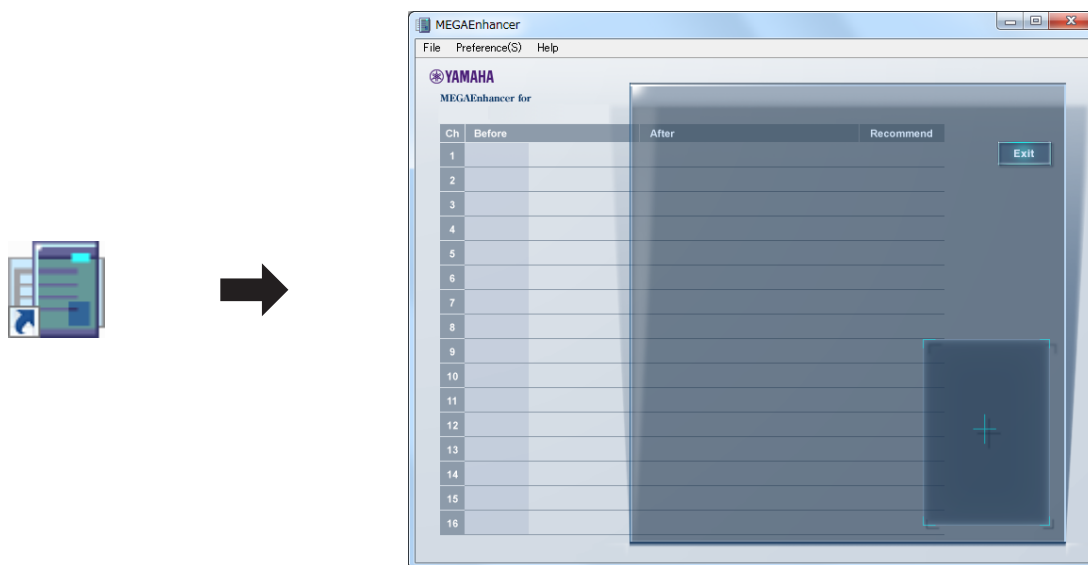 MEGAEnhancer
File Preference(S) Help
YAMAHA
MEGAEnhancer for
Ch Before After Recommend
Exit
1
2
3
4
5
6
7
8
9
10
11
12
13
14
15
16